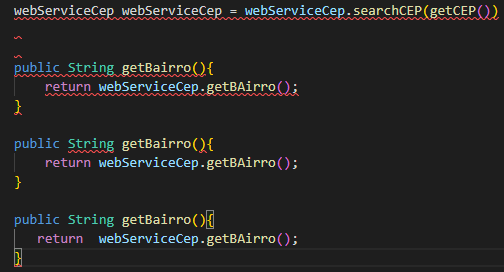 webServiceCep webServiceCep = webServiceCep.searchCEP(getCEP())
public String getBairro(){
return webServiceCep.getBAirro();
}
public String getBairro(){
return webServiceCep.getBAirro();
}
public String getBairro(){
return  webServiceCep.getBAirro();
}